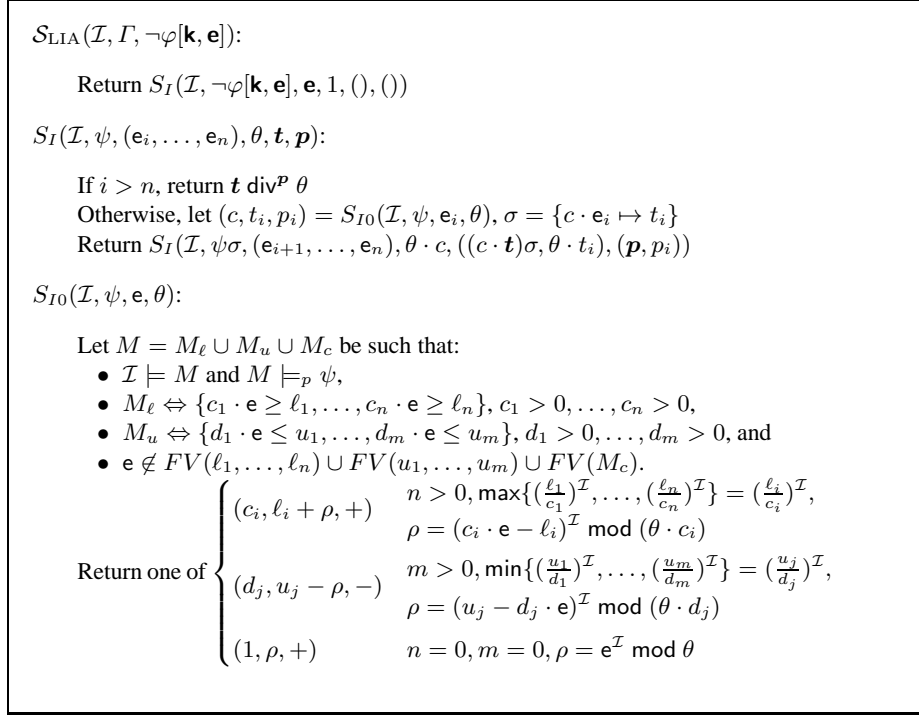 𝒮_LIA(ℐ, Γ, ¬φ[𝐤, 𝐞]):
Return S_I(ℐ, ¬φ[𝐤, 𝐞], 𝐞, 1, (), ())
S_I(ℐ, ψ, (e_i, …, e_n), θ, 𝒕, 𝒑):
If i > n, return 𝒕 div^𝒑 θ
Otherwise, let (c, t_i, p_i) = S_{I0}(ℐ, ψ, e_i, θ), σ = {c · e_i ↦ t_i}
Return S_I(ℐ, ψσ, (e_{i+1}, …, e_n), θ · c, ((c · 𝒕)σ, θ · t_i), (𝒑, p_i))
S_{I0}(ℐ, ψ, e, θ):
Let M = M_ℓ ∪ M_u ∪ M_c be such that:
• ℐ ⊨ M and M ⊨_p ψ,
• M_ℓ ⇔ {c_1 · e ≥ ℓ_1, …, c_n · e ≥ ℓ_n}, c_1 > 0, …, c_n > 0,
• M_u ⇔ {d_1 · e ≤ u_1, …, d_m · e ≤ u_m}, d_1 > 0, …, d_m > 0, and
• e ∉ FV(ℓ_1, …, ℓ_n) ∪ FV(u_1, …, u_m) ∪ FV(M_c).
Return one of { (c_i, ℓ_i + ρ, +) n > 0, max{(ℓ_1/c_1)^ℐ, …, (ℓ_n/c_n)^ℐ} = (ℓ_i/c_i)^ℐ,
ρ = (c_i · e − ℓ_i)^ℐ mod (θ · c_i)
(d_j, u_j − ρ, −) m > 0, min{(u_1/d_1)^ℐ, …, (u_m/d_m)^ℐ} = (u_j/d_j)^ℐ,
ρ = (u_j − d_j · e)^ℐ mod (θ · d_j)
(1, ρ, +) n = 0, m = 0, ρ = e^ℐ mod θ